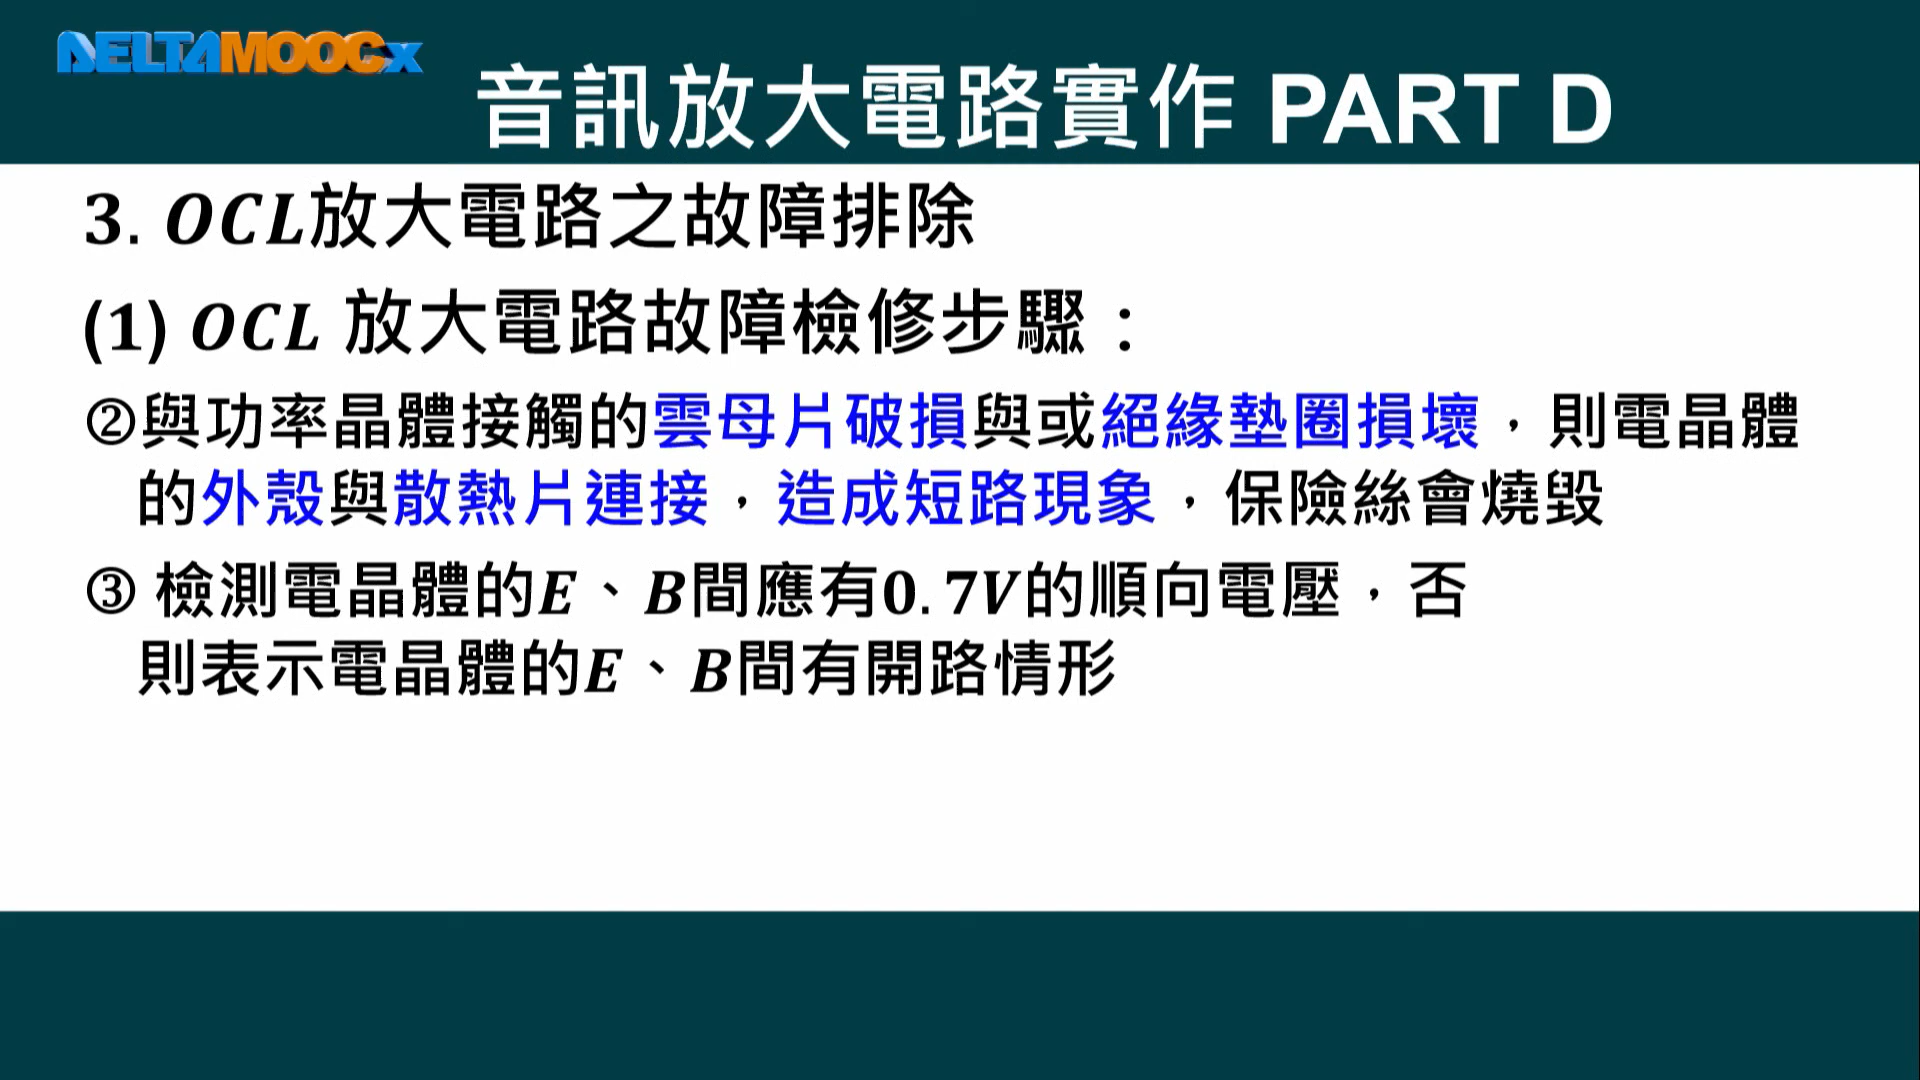 DELTAMOOCx
音訊放大電路實作 PART D
3. OCL放大電路之故障排除
(1) OCL 放大電路故障檢修步驟：
②與功率晶體接觸的雲母片破損與或絕緣墊圈損壞，則電晶體
的外殼與散熱片連接，造成短路現象，保險絲會燒毀
③ 檢測電晶體的E、B間應有0.7V的順向電壓，否
則表示電晶體的E、B間有開路情形